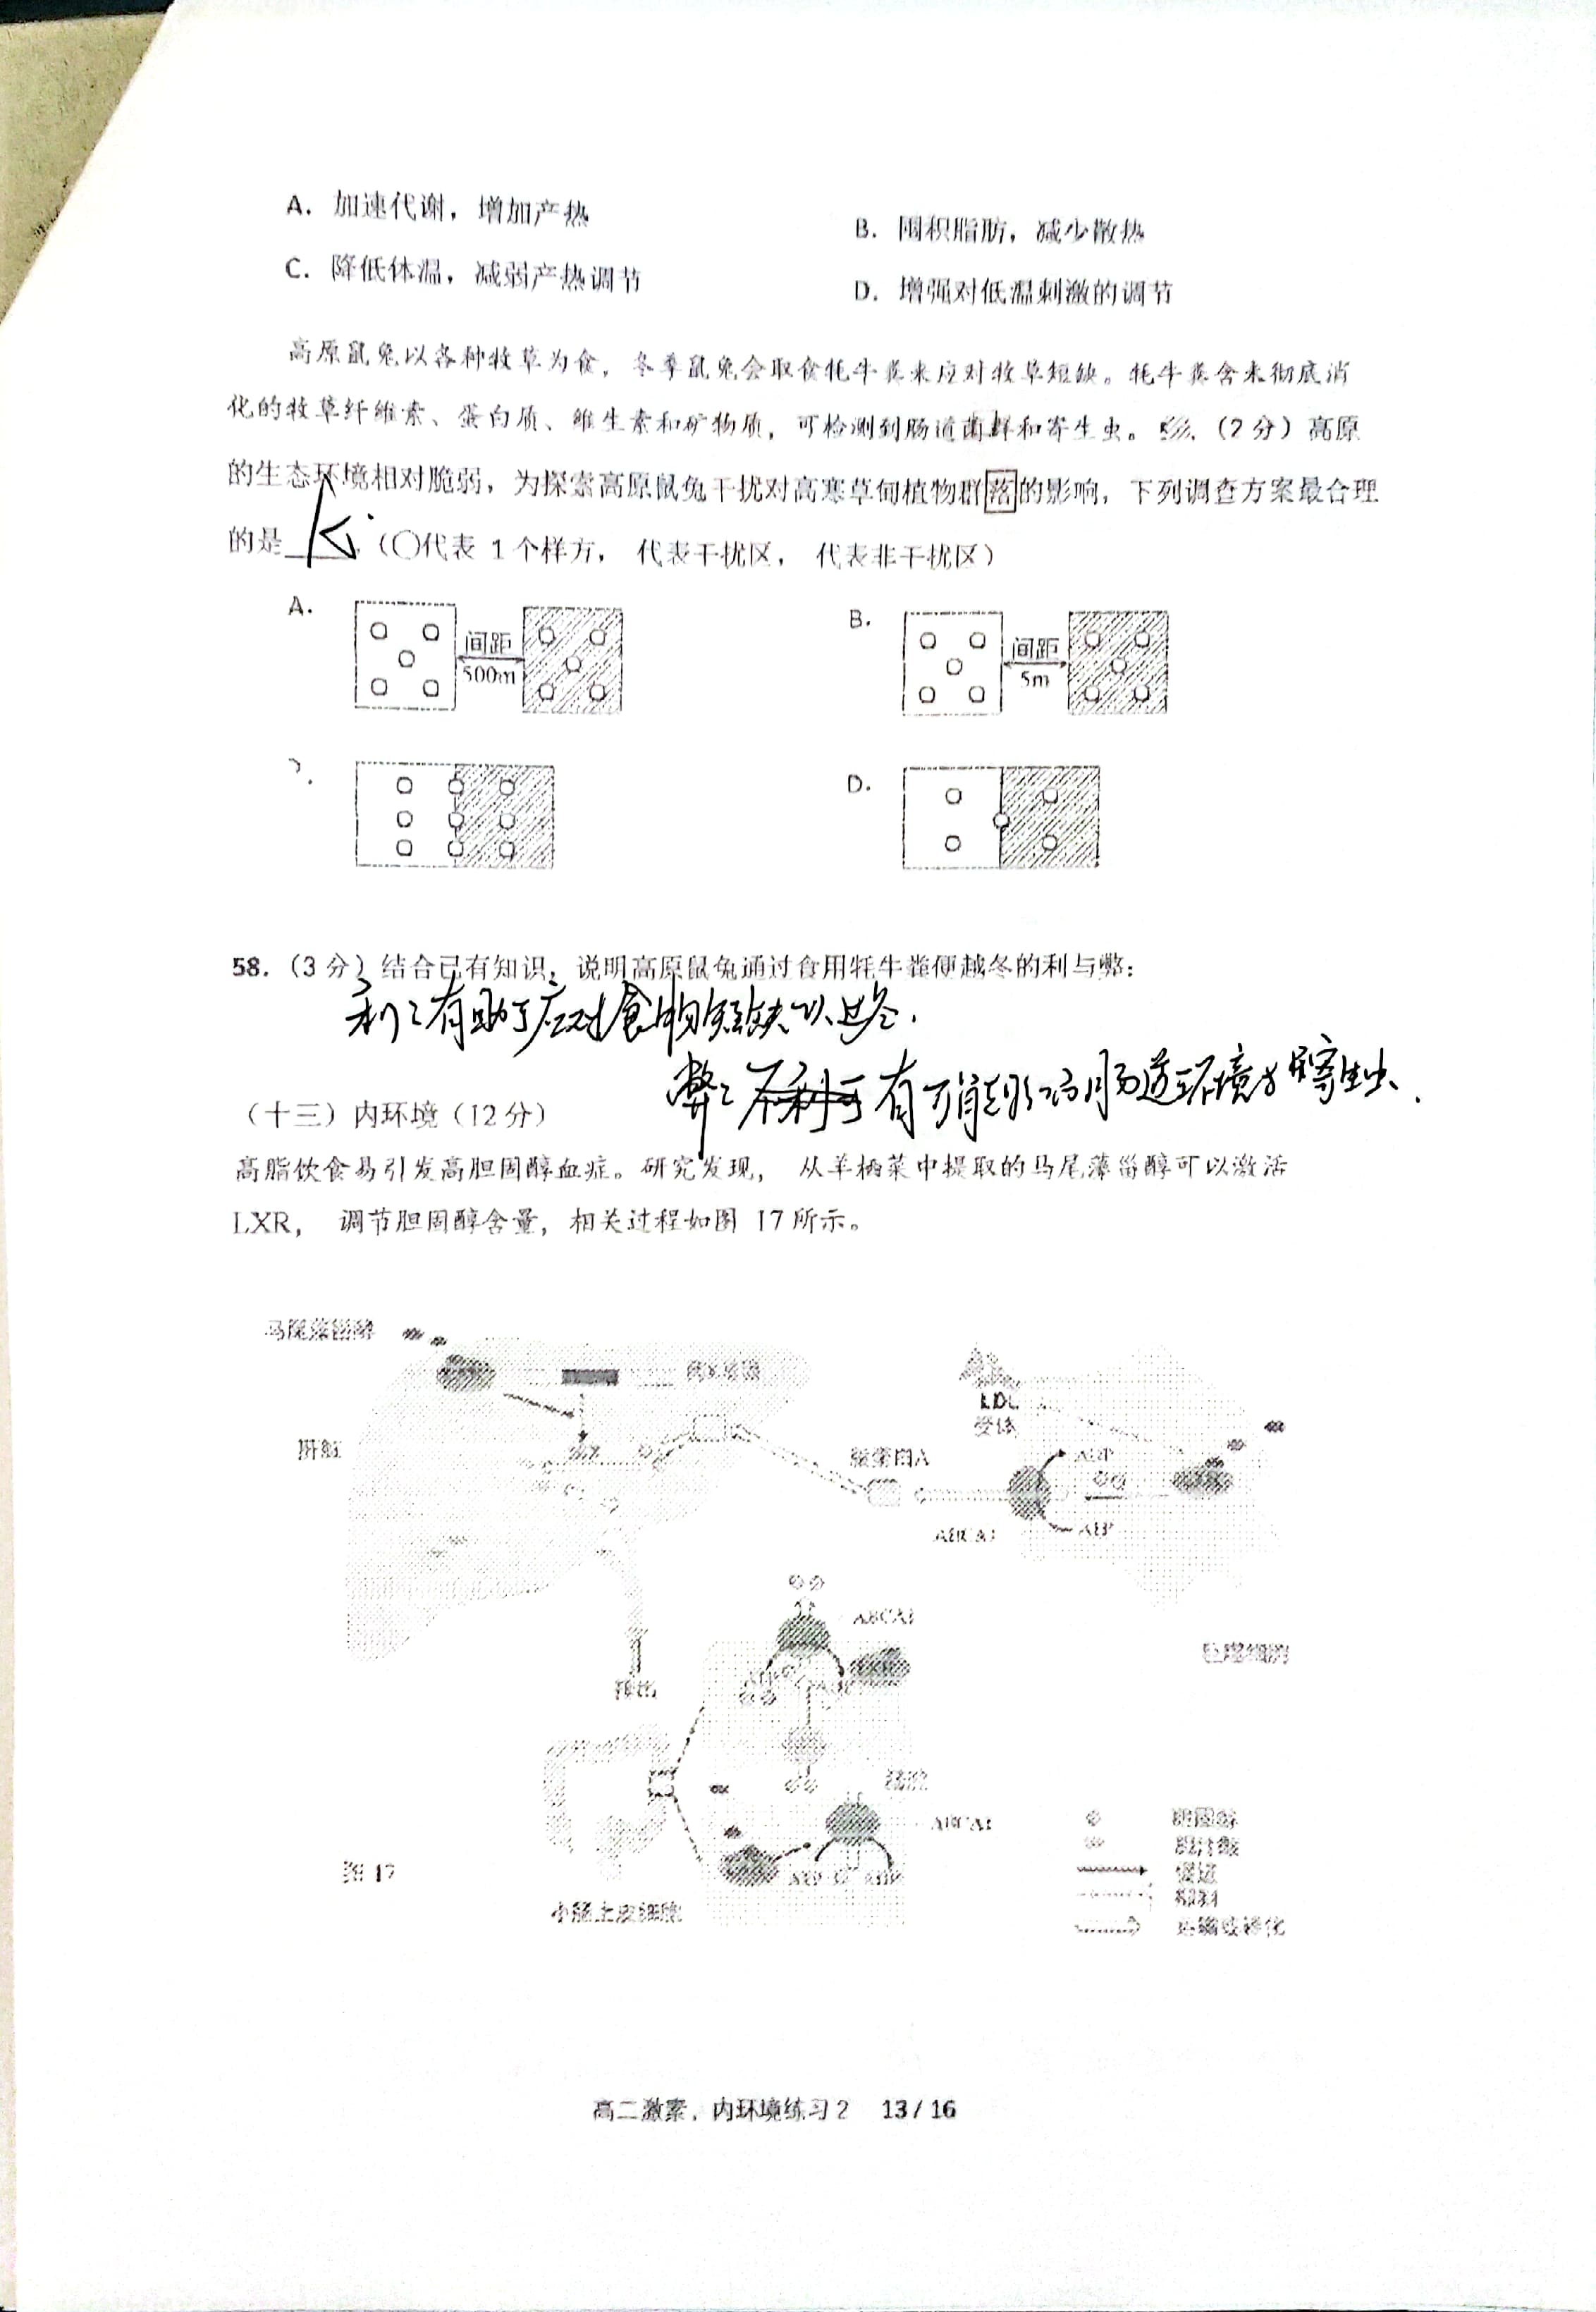 A. 加速代谢，增加产热
B. 囤积脂肪，减少散热
C. 降低体温，减弱产热调节
D. 增强对低温刺激的调节
高原鼠兔以各种牧草为食，冬季鼠兔会取食牦牛粪来应对牧草短缺。牦牛粪含未彻底消
化的牧草纤维素、蛋白质、维生素和矿物质，可检测到肠道菌群和寄生虫。（2分）高原
的生态环境相对脆弱，为探索高原鼠兔干扰对高寒草甸植物群落的影响，下列调查方案最合理
的是 （○代表 1 个样方， 代表干扰区， 代表非干扰区）
A.
间距
500m
B.
间距
5m
D.
58.（3 分）结合已有知识，说明高原鼠兔通过食用牦牛粪便越冬的利与弊：
利：有助于应对食物短缺以过冬.
弊：不利于有可能影响肠道环境 寄生虫.
（十三）内环境（12 分）
高脂饮食易引发高胆固醇血症。研究发现， 从羊栖菜中提取的马尾藻甾醇可以激活
LXR， 调节胆固醇含量，相关过程如图 17 所示。
马尾藻甾醇
肝脏
LDL
受体
载蛋白A
ADP
ABCA1
ATP
ABCA1
巨噬细胞
排出
肠腔
ABCA1
胆固醇
胆汁酸
促进
抑制
运输或转化
图 17
小肠上皮细胞
高二激素，内环境练习 2 13 / 16